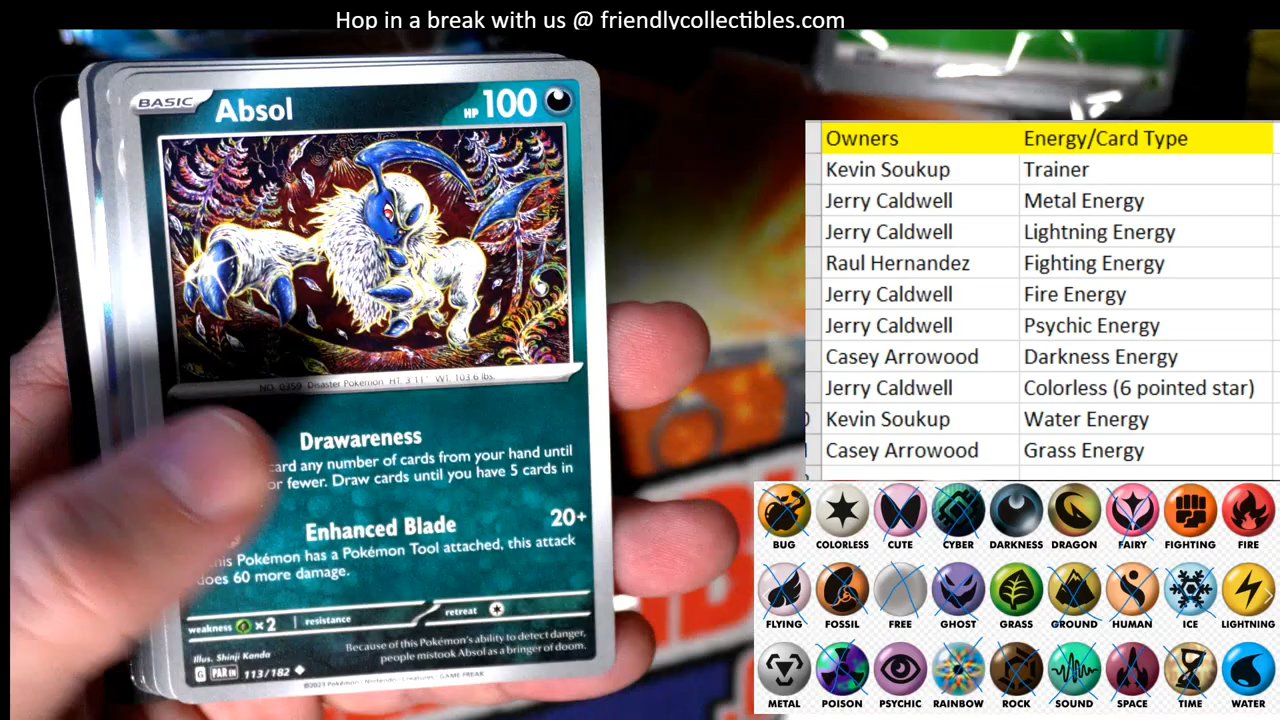 Hop in a break with us @ friendlycollectibles.com
BASIC Absol HP 100
NO. 0359 Disaster Pokémon HT. 3'11" WT. 103.6 lbs.
Drawareness
card any number of cards from your hand until
or fewer. Draw cards until you have 5 cards in
Enhanced Blade 20+
this Pokémon has a Pokémon Tool attached, this attack
does 60 more damage.
weakness ×2 resistance retreat
Because of this Pokémon's ability to detect danger,
people mistook Absol as a bringer of doom.
Illus. Shinji Kanda
G PAR EN 113/182
©2023 Pokémon / Nintendo / Creatures / GAME FREAK
Owners Energy/Card Type
Kevin Soukup Trainer
Jerry Caldwell Metal Energy
Jerry Caldwell Lightning Energy
Raul Hernandez Fighting Energy
Jerry Caldwell Fire Energy
Jerry Caldwell Psychic Energy
Casey Arrowood Darkness Energy
Jerry Caldwell Colorless (6 pointed star)
Kevin Soukup Water Energy
Casey Arrowood Grass Energy
BUG COLORLESS CUTE CYBER DARKNESS DRAGON FAIRY FIGHTING FIRE
FLYING FOSSIL FREE GHOST GRASS GROUND HUMAN ICE LIGHTNING
METAL POISON PSYCHIC RAINBOW ROCK SOUND SPACE TIME WATER